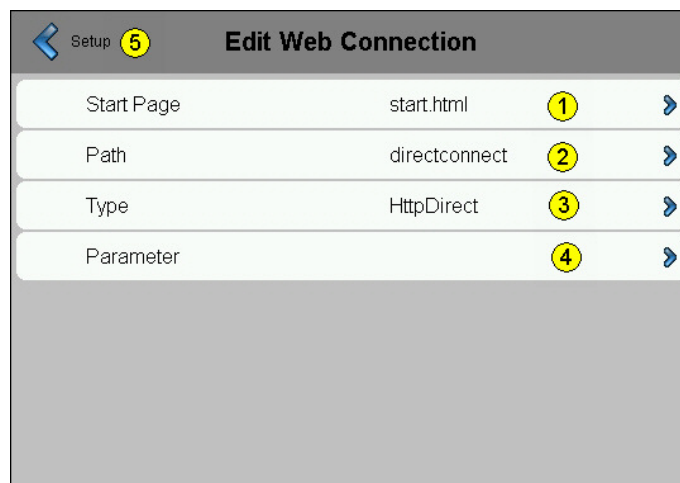 Setup 5 Edit Web Connection
Start Page start.html 1
Path directconnect 2
Type HttpDirect 3
Parameter 4